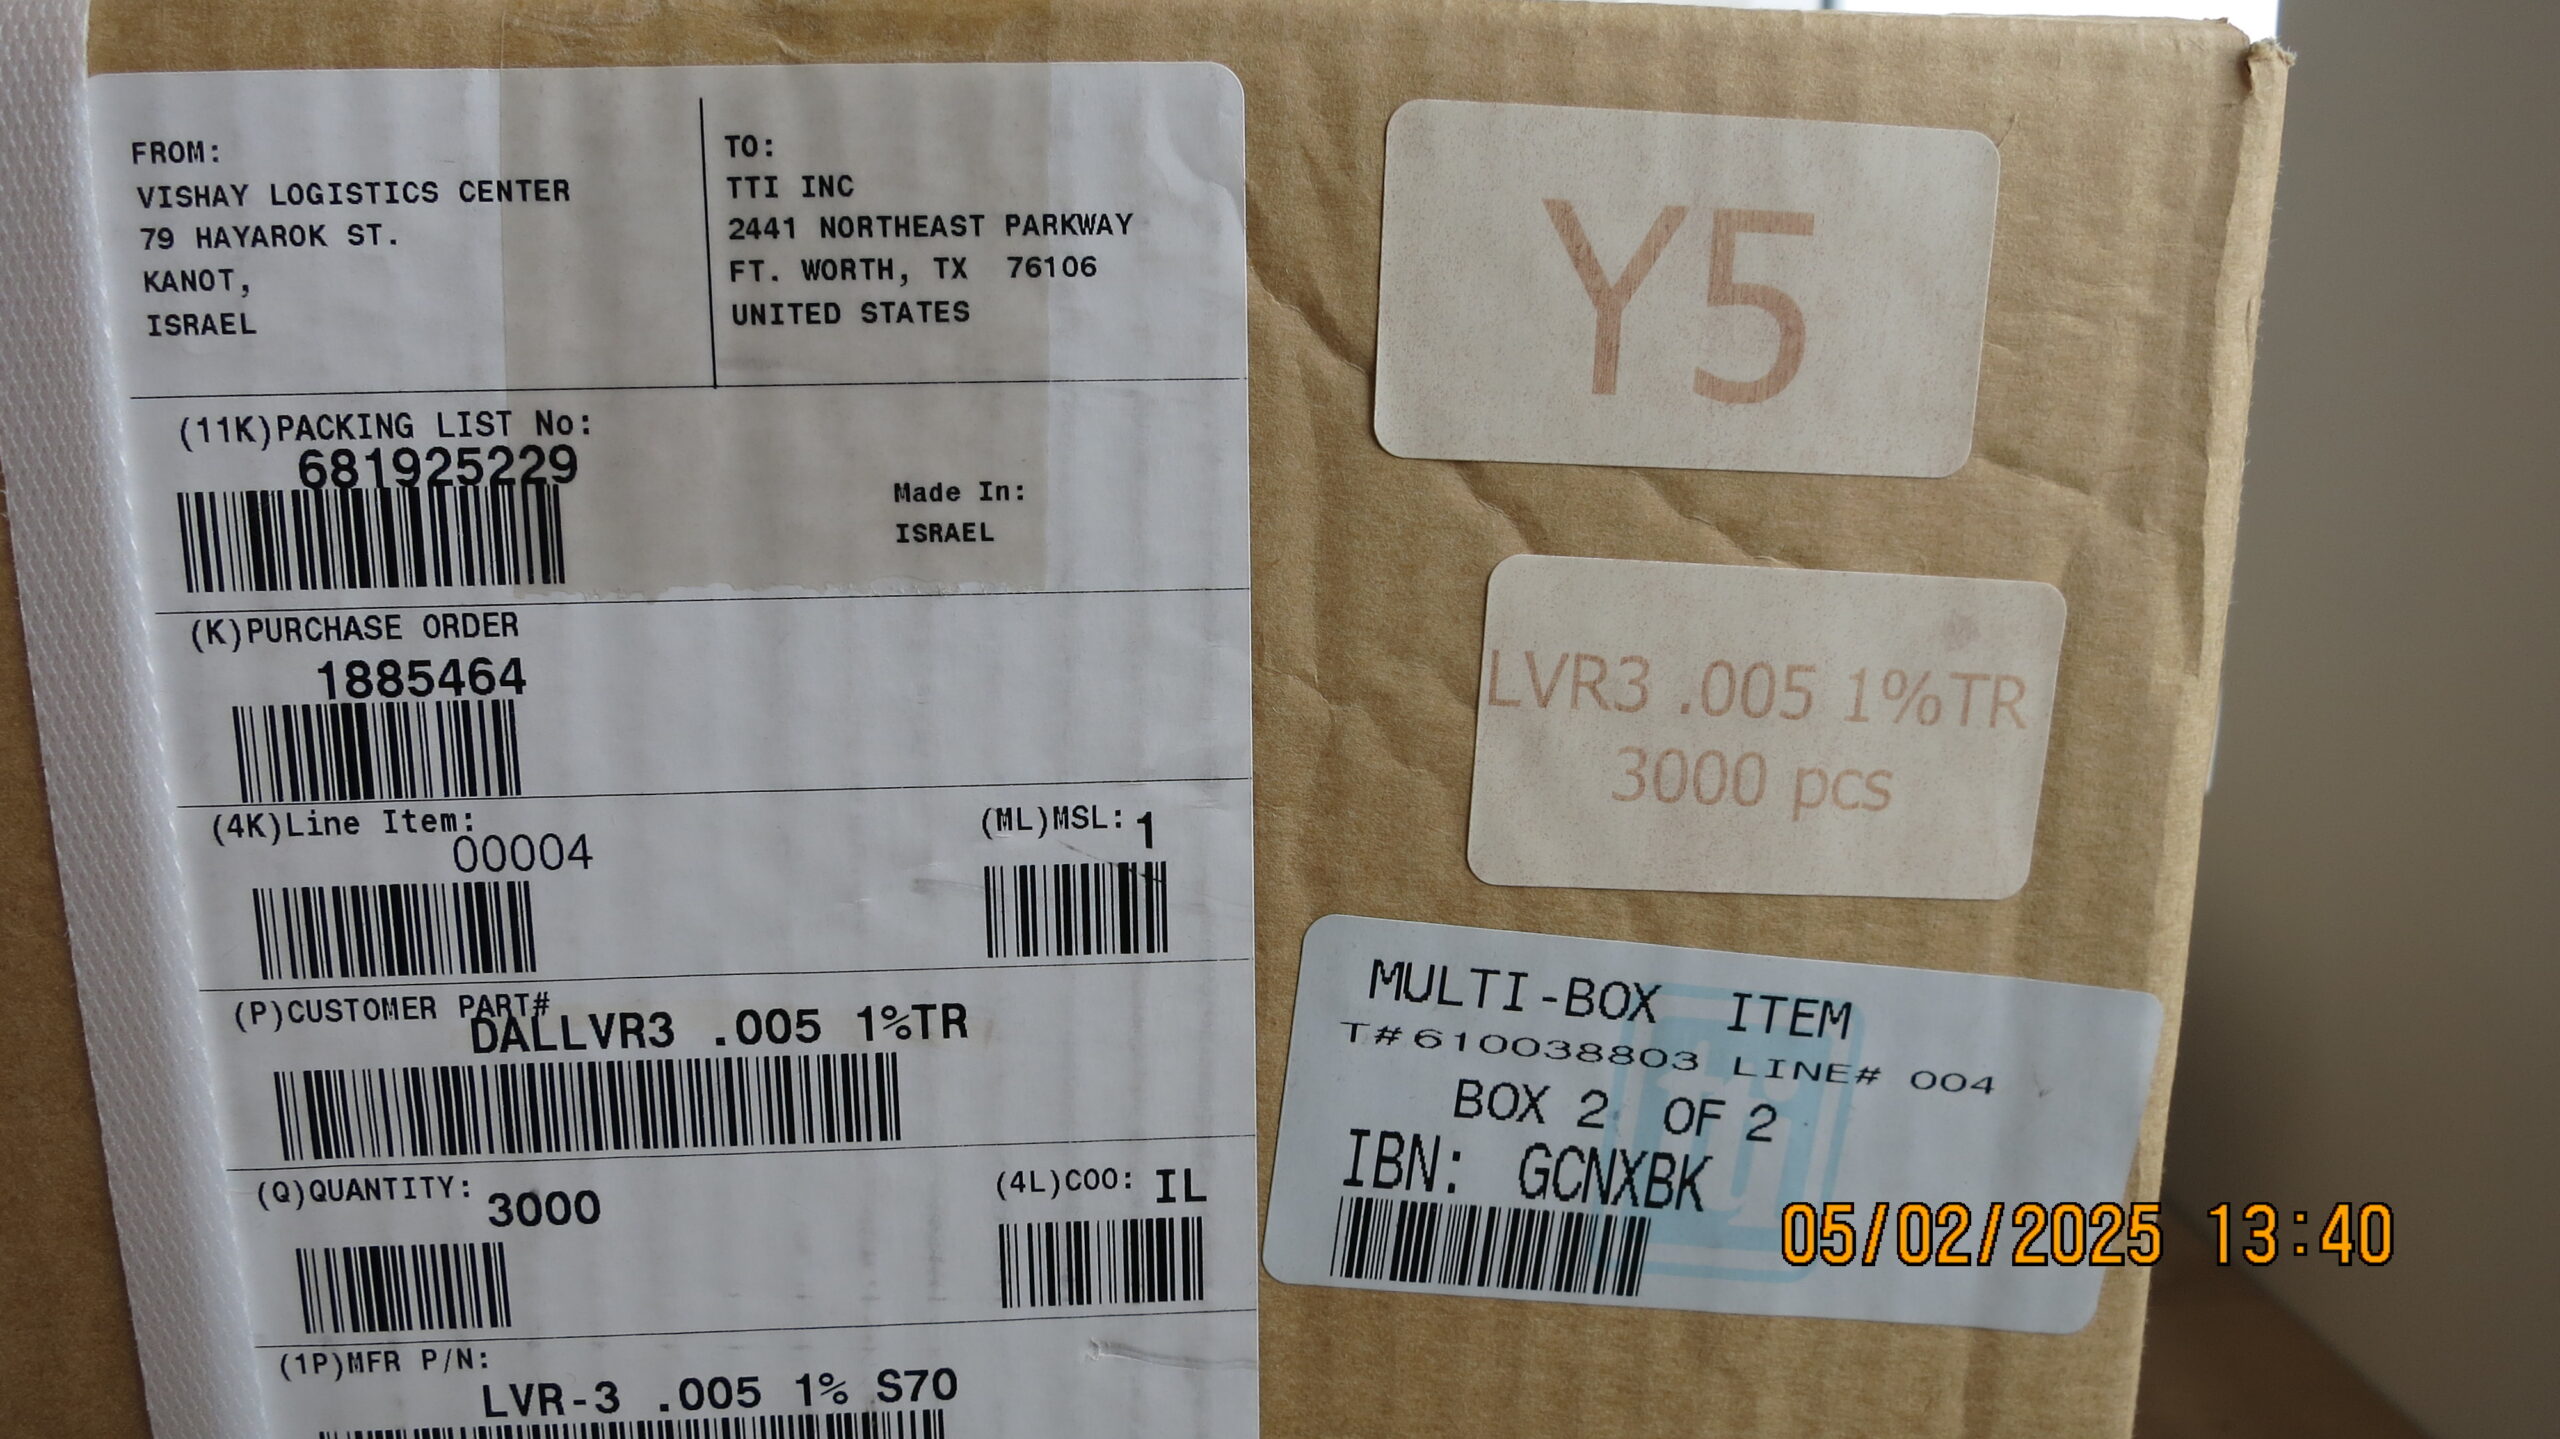 FROM:
VISHAY LOGISTICS CENTER
79 HAYAROK ST.
KANOT,
ISRAEL
TO:
TTI INC
2441 NORTHEAST PARKWAY
FT. WORTH, TX  76106
UNITED STATES
(11K)PACKING LIST No:
681925229
Made In:
ISRAEL
(K)PURCHASE ORDER
1885464
(4K)Line Item:
00004
(ML)MSL: 1
(P)CUSTOMER PART#
DALLVR3 .005 1%TR
(Q)QUANTITY: 3000
(4L)COO: IL
(1P)MFR P/N:
LVR-3 .005 1% S70
Y5
LVR3 .005 1%TR
3000 pcs
MULTI-BOX ITEM
T#610038803 LINE# 004
BOX 2 OF 2
IBN: GCNXBK
05/02/2025 13:40